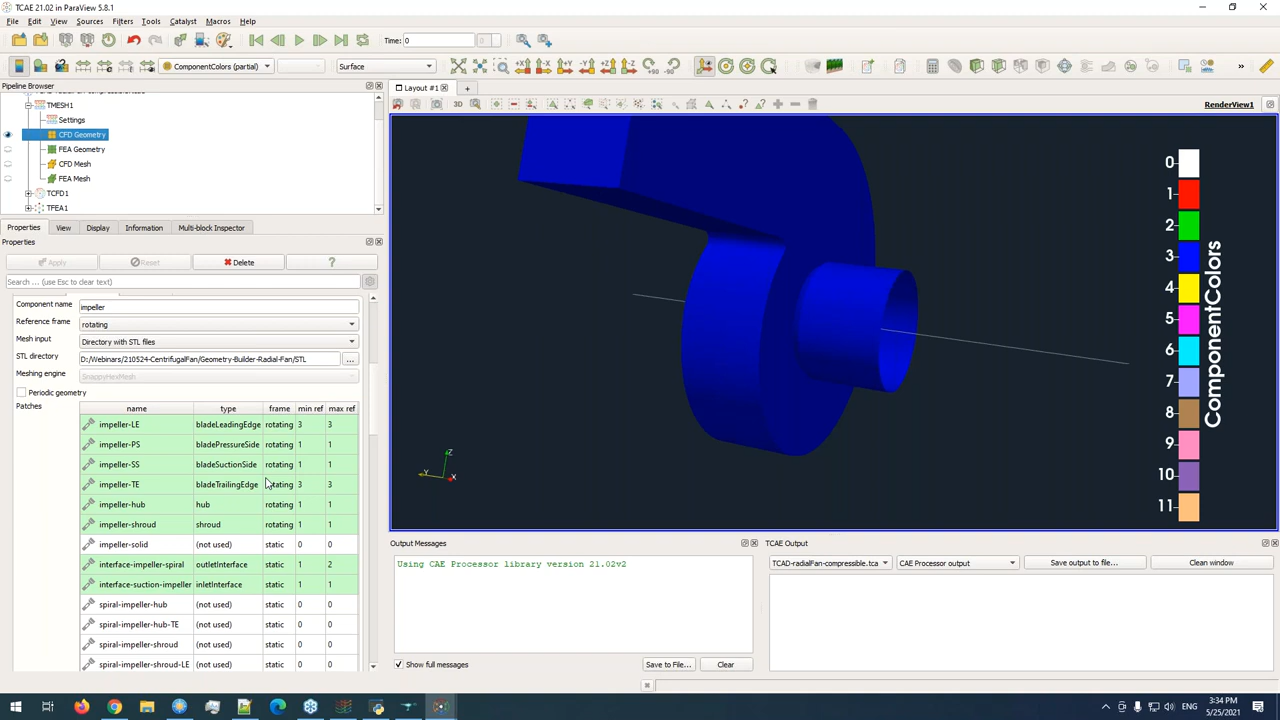 TCAE 21.02 in ParaView 5.8.1
File Edit View Sources Filters Tools Catalyst Macros Help
Time: 0
ComponentColors (partial)
Surface
Pipeline Browser
TMESH1
Settings
CFD Geometry
FEA Geometry
CFD Mesh
FEA Mesh
TCFD1
TFEA1
Properties View Display Information Multi-block Inspector
Properties
Apply Reset Delete ?
Search ... (use Esc to clear text)
Component name impeller
Reference frame rotating
Mesh input Directory with STL files
STL directory D:/Webinars/210524-CentrifugalFan/Geometry-Builder-Radial-Fan/STL ...
Meshing engine SnappyHexMesh
Periodic geometry
Patches name type frame min ref max ref
impeller-LE bladeLeadingEdge rotating 3 3
impeller-PS bladePressureSide rotating 1 1
impeller-SS bladeSuctionSide rotating 1 1
impeller-TE bladeTrailingEdge rotating 3 3
impeller-hub hub rotating 1 1
impeller-shroud shroud rotating 1 1
impeller-solid (not used) static 0 0
interface-impeller-spiral outletInterface static 1 2
interface-suction-impeller inletInterface static 1 1
spiral-impeller-hub (not used) static 0 0
spiral-impeller-hub-TE (not used) static 0 0
spiral-impeller-shroud (not used) static 0 0
spiral-impeller-shroud-LE (not used) static 0 0
Layout #1
3D
RenderView1
0
1
2
3
4
5
6
7
8
9
10
11
ComponentColors
Z
Y
X
Output Messages
Using CAE Processor library version 21.02v2
Show full messages
Save to File... Clear
TCAE Output
TCAD-radialFan-compressible.tca CAE Processor output Save output to file... Clean window
3:34 PM
5/25/2021